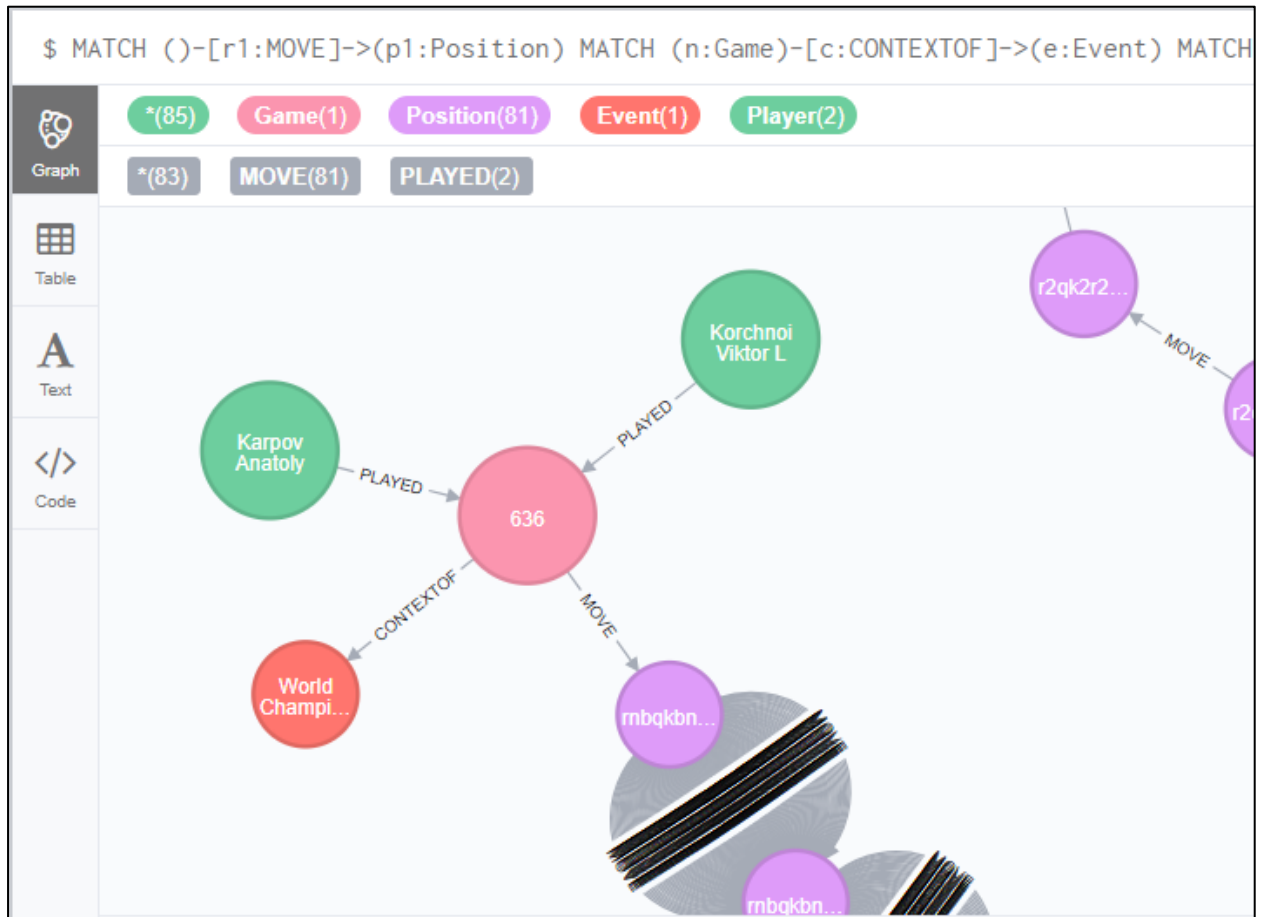 $ MATCH ()-[r1:MOVE]->(p1:Position) MATCH (n:Game)-[c:CONTEXTOF]->(e:Event) MATCH
*(85) Game(1) Position(81) Event(1) Player(2)
Graph
*(83) MOVE(81) PLAYED(2)
Table
A
Text
</>
Code
r2qk2r2...
MOVE
r2
Korchnoi
Viktor L
PLAYED
Karpov
Anatoly
PLAYED
636
CONTEXTOF
MOVE
World
Champi...
rnbqkbn...
rnbqkbn...